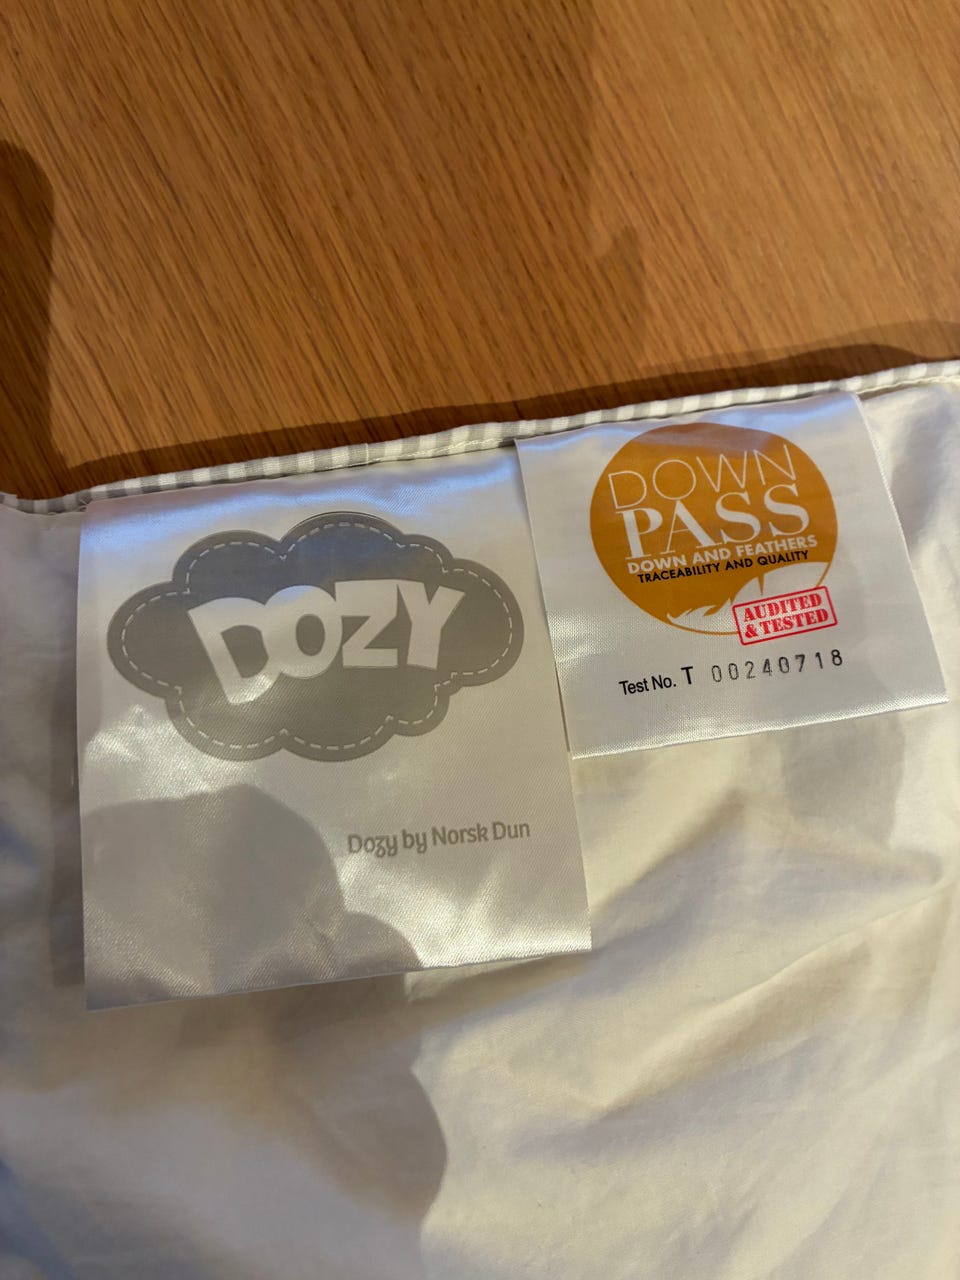 DOZY
Dozy by Norsk Dun
DOWN
PASS
DOWN AND FEATHERS
TRACEABILITY AND QUALITY
AUDITED
& TESTED
Test No. T 00240718